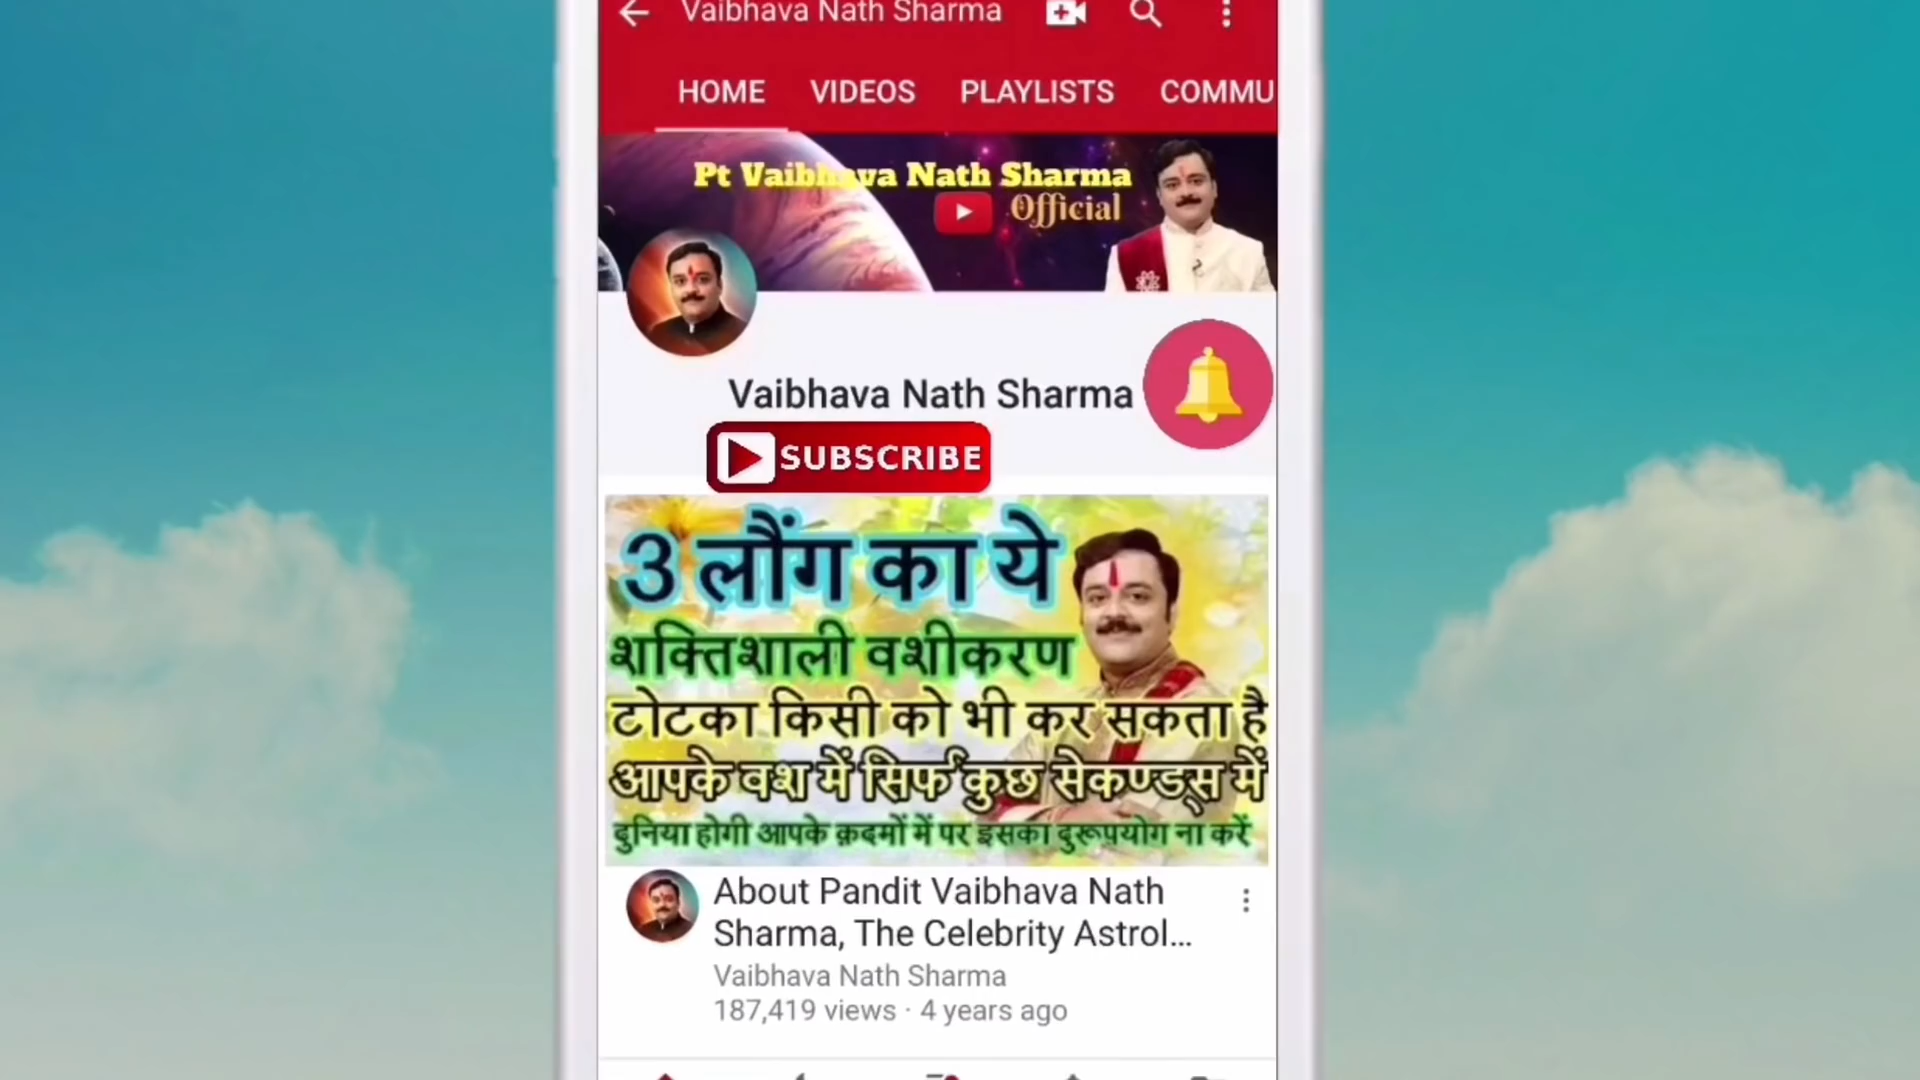 Vaibhava Nath Sharma
HOME VIDEOS PLAYLISTS COMMU
Pt Vaibhava Nath Sharma
Official
Vaibhava Nath Sharma
SUBSCRIBE
3 लौंग का ये
शक्तिशाली वशीकरण
टोटका किसी को भी कर सकता है
आपके वश में सिर्फ कुछ सेकण्ड्स में
दुनिया होगी आपके क़दमों में पर इसका दुरूपयोग ना करें
About Pandit Vaibhava Nath
Sharma, The Celebrity Astrol...
Vaibhava Nath Sharma
187,419 views · 4 years ago